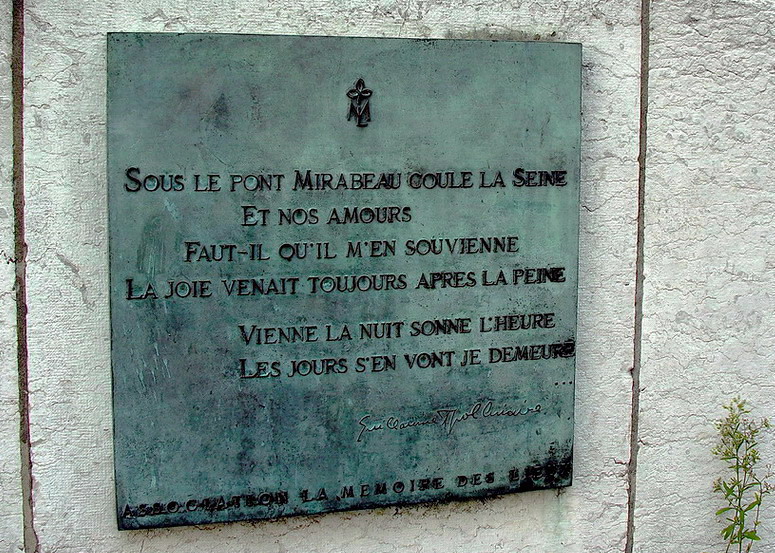 SOUS LE PONT MIRABEAU COULE LA SEINE
ET NOS AMOURS
FAUT-IL QU'IL M'EN SOUVIENNE
LA JOIE VENAIT TOUJOURS APRES LA PEINE
VIENNE LA NUIT SONNE L'HEURE
LES JOURS S'EN VONT JE DEMEURE
...
Guillaume Apollinaire
ASSOCIATION LA MEMOIRE DES LIEUX